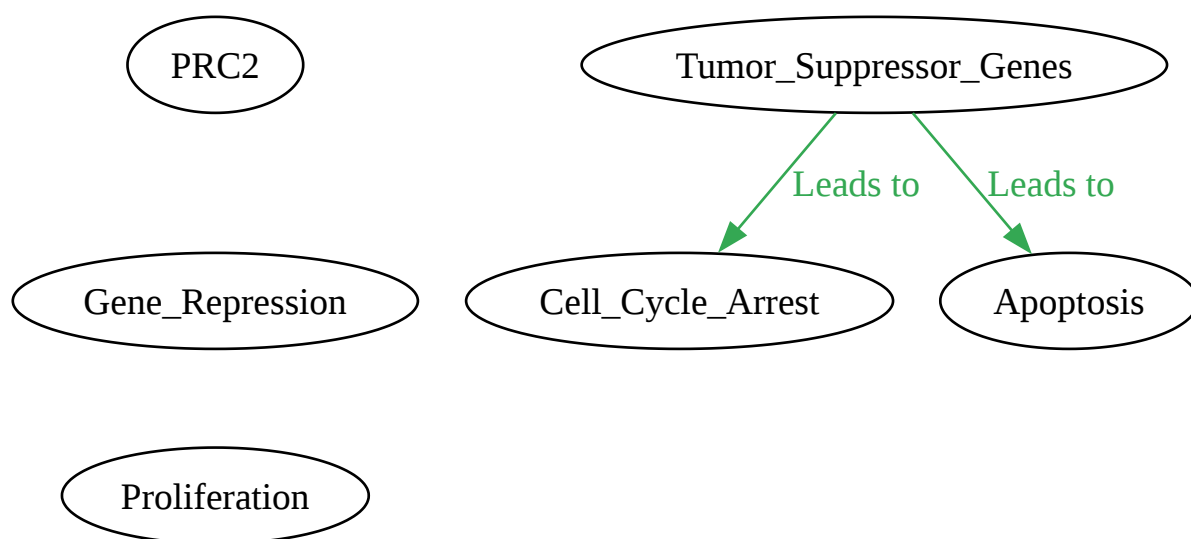 PRC2
Tumor_Suppressor_Genes
Leads to
Leads to
Gene_Repression
Cell_Cycle_Arrest
Apoptosis
Proliferation